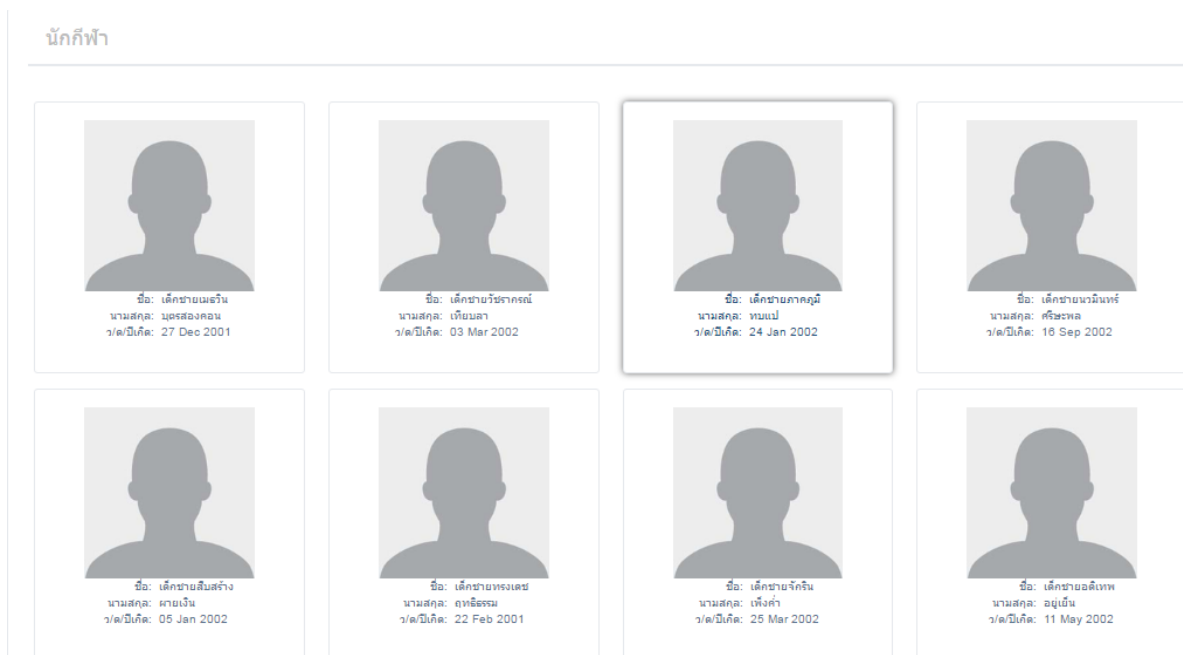 นักกีฬา
ชื่อ: เด็กชายเมธวิน
นามสกุล: บุตรสองคอน
ว/ด/ปีเกิด: 27 Dec 2001
ชื่อ: เด็กชายวัชราภรณ์
นามสกุล: เทียบลา
ว/ด/ปีเกิด: 03 Mar 2002
ชื่อ: เด็กชายภาคภูมิ
นามสกุล: ทบแป
ว/ด/ปีเกิด: 24 Jan 2002
ชื่อ: เด็กชายนวมินทร์
นามสกุล: ศรีษะพล
ว/ด/ปีเกิด: 16 Sep 2002
ชื่อ: เด็กชายสืบสร้าง
นามสกุล: ผายเงิน
ว/ด/ปีเกิด: 05 Jan 2002
ชื่อ: เด็กชายทรงเดช
นามสกุล: ฤทธิธรรม
ว/ด/ปีเกิด: 22 Feb 2001
ชื่อ: เด็กชายจักริน
นามสกุล: เพ็งค่ำ
ว/ด/ปีเกิด: 25 Mar 2002
ชื่อ: เด็กชายอดิเทพ
นามสกุล: อยู่เย็น
ว/ด/ปีเกิด: 11 May 2002